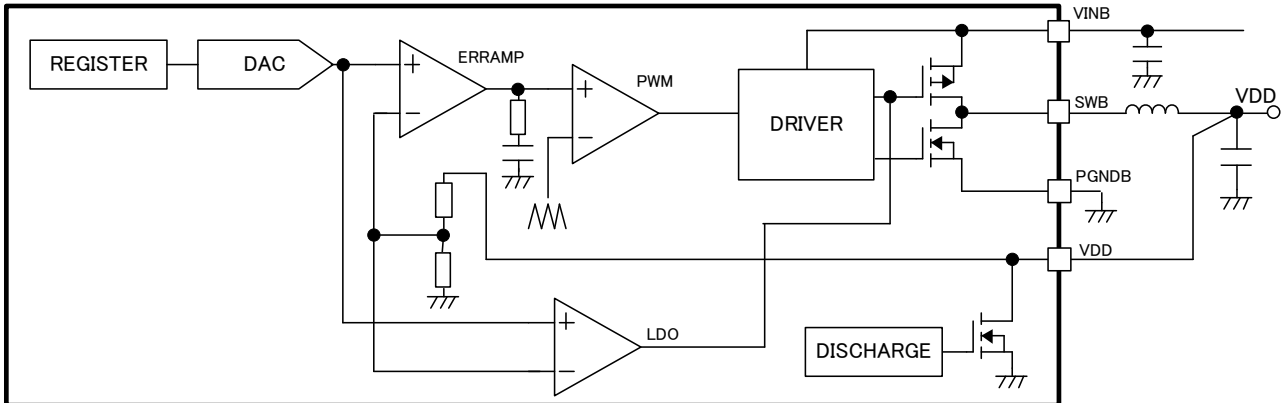 VINB
REGISTER
DAC
ERRAMP
PWM
DRIVER
SWB
VDD
PGNDB
VDD
LDO
DISCHARGE